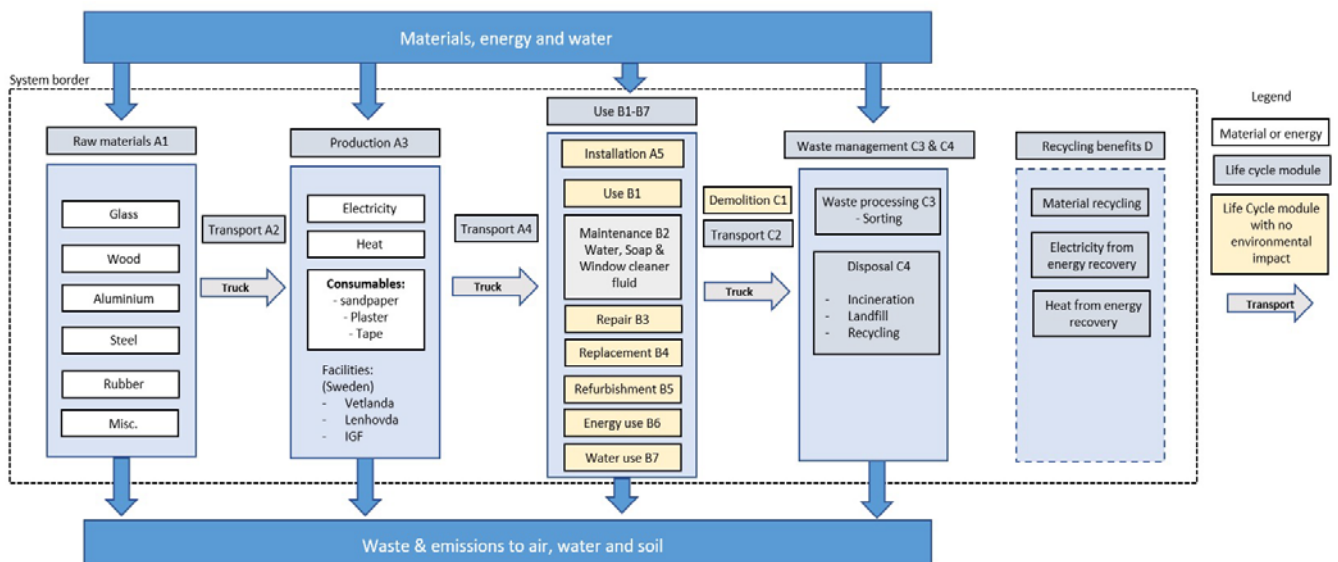 Materials, energy and water
System border
Raw materials A1
Glass
Wood
Aluminium
Steel
Rubber
Misc.
Transport A2
Truck
Production A3
Electricity
Heat
Consumables:
- sandpaper
- Plaster
- Tape
Facilities:
(Sweden)
- Vetlanda
- Lenhovda
- IGF
Transport A4
Truck
Use B1-B7
Installation A5
Use B1
Maintenance B2
Water, Soap &
Window cleaner
fluid
Repair B3
Replacement B4
Refurbishment B5
Energy use B6
Water use B7
Demolition C1
Transport C2
Truck
Waste management C3 & C4
Waste processing C3
- Sorting
Disposal C4
- Incineration
- Landfill
- Recycling
Recycling benefits D
Material recycling
Electricity from
energy recovery
Heat from energy
recovery
Legend
Material or energy
Life cycle module
Life Cycle module
with no
environmental
impact
Transport
Waste & emissions to air, water and soil